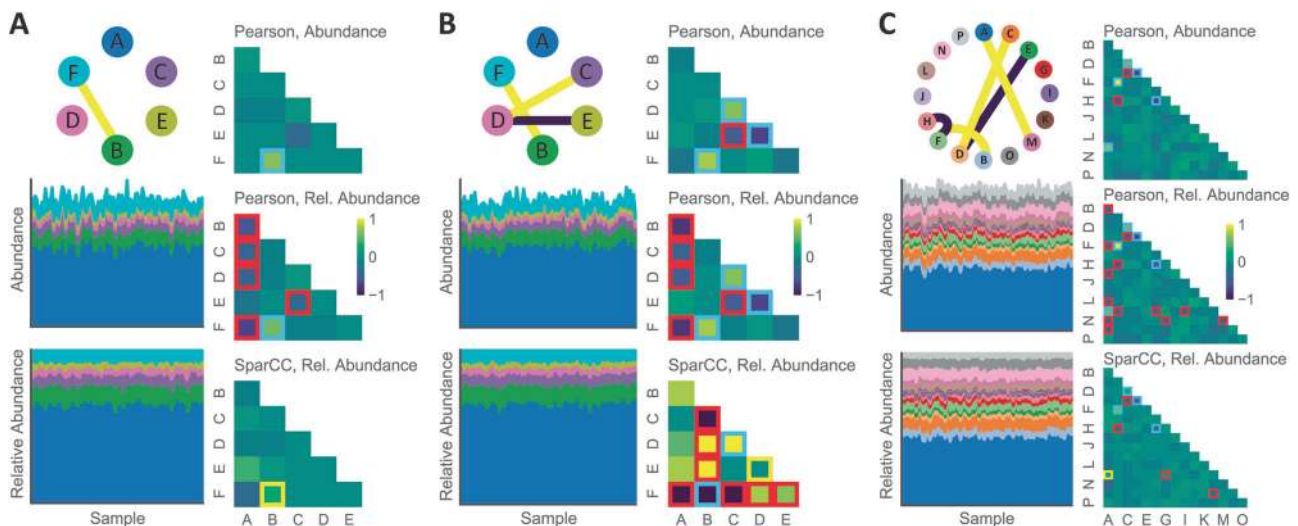 A
A
F
C
D
E
B
Pearson, Abundance
B
C
D
E
F
Abundance
Pearson, Rel. Abundance
1
0
−1
B
C
D
E
F
Relative Abundance
Sample
SparCC, Rel. Abundance
B
C
D
E
F
A B C D E
B
A
F
C
D
E
B
Pearson, Abundance
B
C
D
E
F
Abundance
Pearson, Rel. Abundance
1
0
−1
B
C
D
E
F
Relative Abundance
Sample
SparCC, Rel. Abundance
B
C
D
E
F
A B C D E
C
P A C
N E
L G
J I
H K
F M
D B O
Pearson, Abundance
B
D
F
H
J
L
N
P
Abundance
Pearson, Rel. Abundance
1
0
−1
B
D
F
H
J
L
N
P
Relative Abundance
Sample
SparCC, Rel. Abundance
B
D
F
H
J
L
N
P
A C E G I K M O